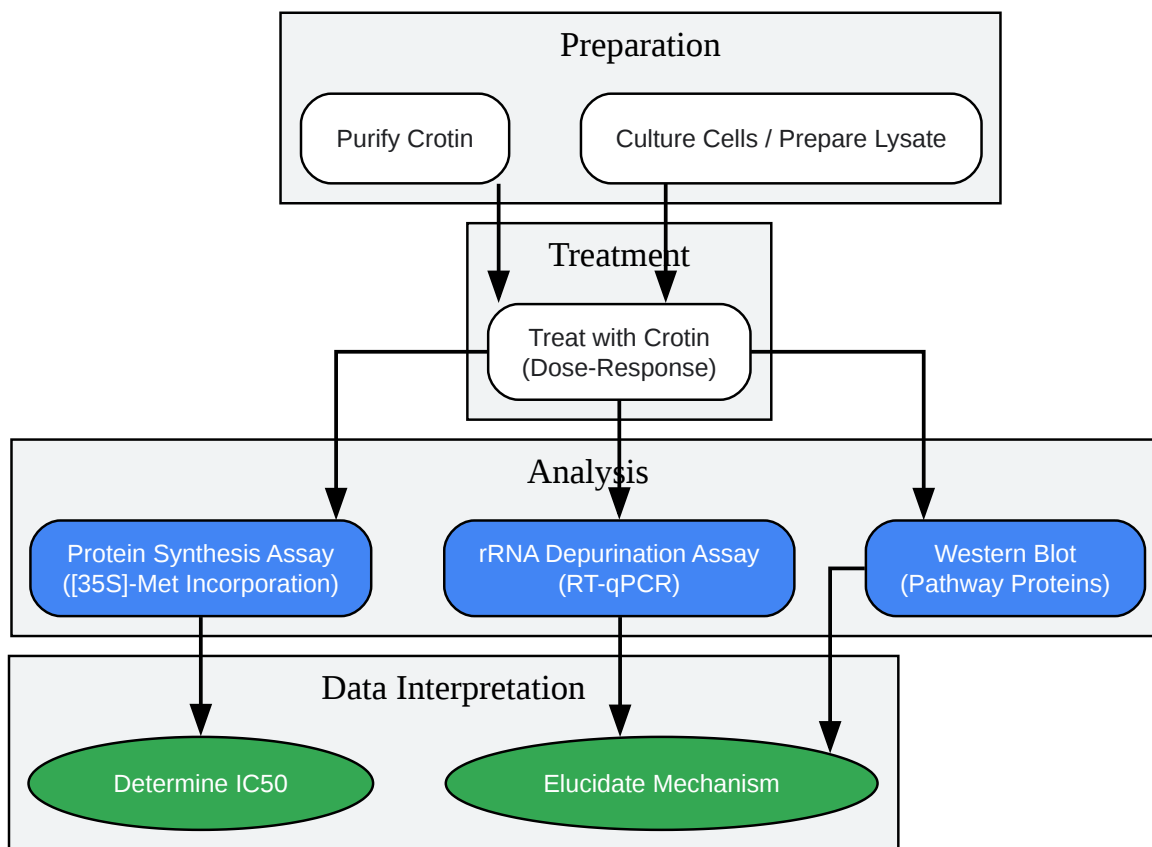 Preparation
Purify Crotin
Culture Cells / Prepare Lysate
Treatment
Treat with Crotin
(Dose-Response)
Analysis
Protein Synthesis Assay
([35S]-Met Incorporation)
rRNA Depurination Assay
(RT-qPCR)
Western Blot
(Pathway Proteins)
Data Interpretation
Determine IC50
Elucidate Mechanism